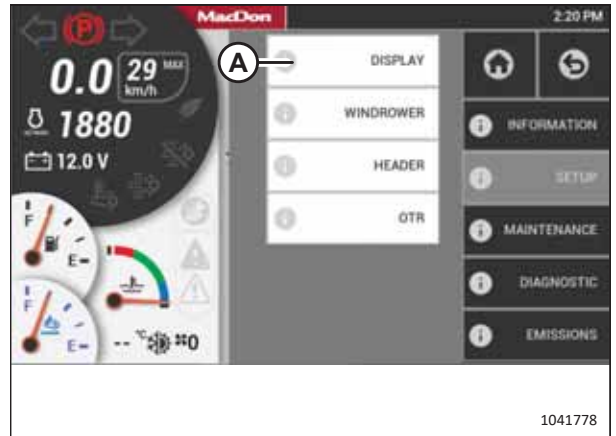 (P)
MacDon
2:20 PM
0.0
29 MAX
km/h
1880
12.0 V
A
DISPLAY
WINDROWER
HEADER
OTR
INFORMATION
SETUP
MAINTENANCE
DIAGNOSTIC
EMISSIONS
F
E
F
E
-- °C
0
1041778